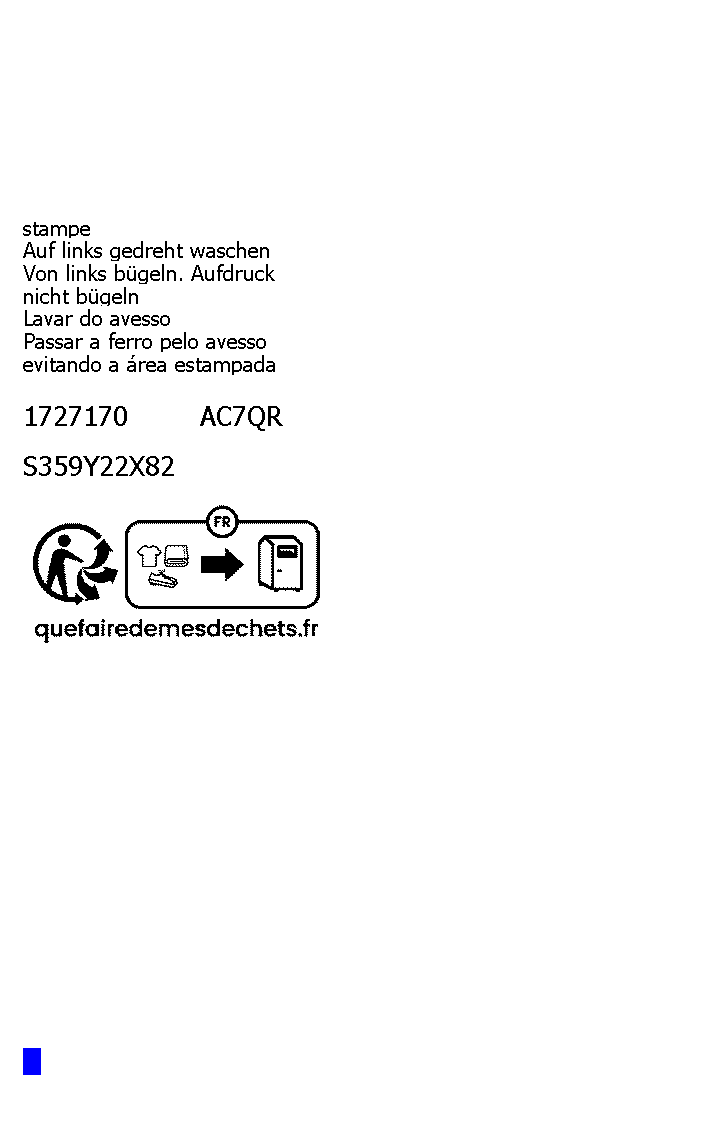 stampe
Auf links gedreht waschen
Von links bügeln. Aufdruck
nicht bügeln
Lavar do avesso
Passar a ferro pelo avesso
evitando a área estampada
1727170 AC7QR
S359Y22X82
FR
quefairedemesdechets.fr